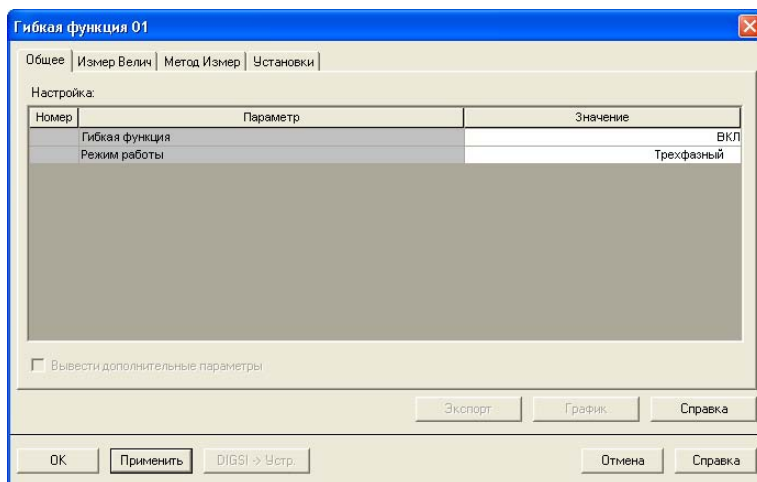 Гибкая функция 01
Общее Измер Велич Метод Измер Установки
Настройка:
Номер Параметр Значение
Гибкая функция ВКЛ
Режим работы Трехфазный
Вывести дополнительные параметры
Экспорт График Справка
OK Применить DIGSI -> Устр. Отмена Справка